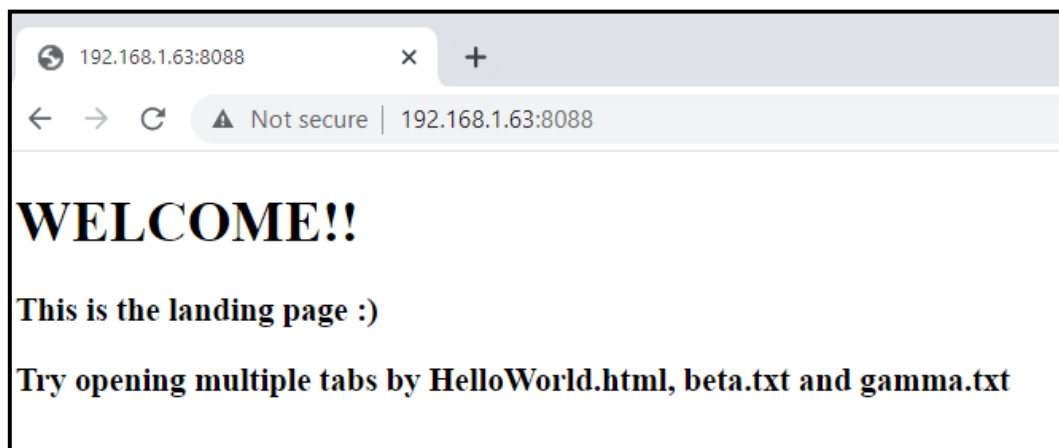 192.168.1.63:8088
Not secure | 192.168.1.63:8088
WELCOME!!
This is the landing page :)
Try opening multiple tabs by HelloWorld.html, beta.txt and gamma.txt